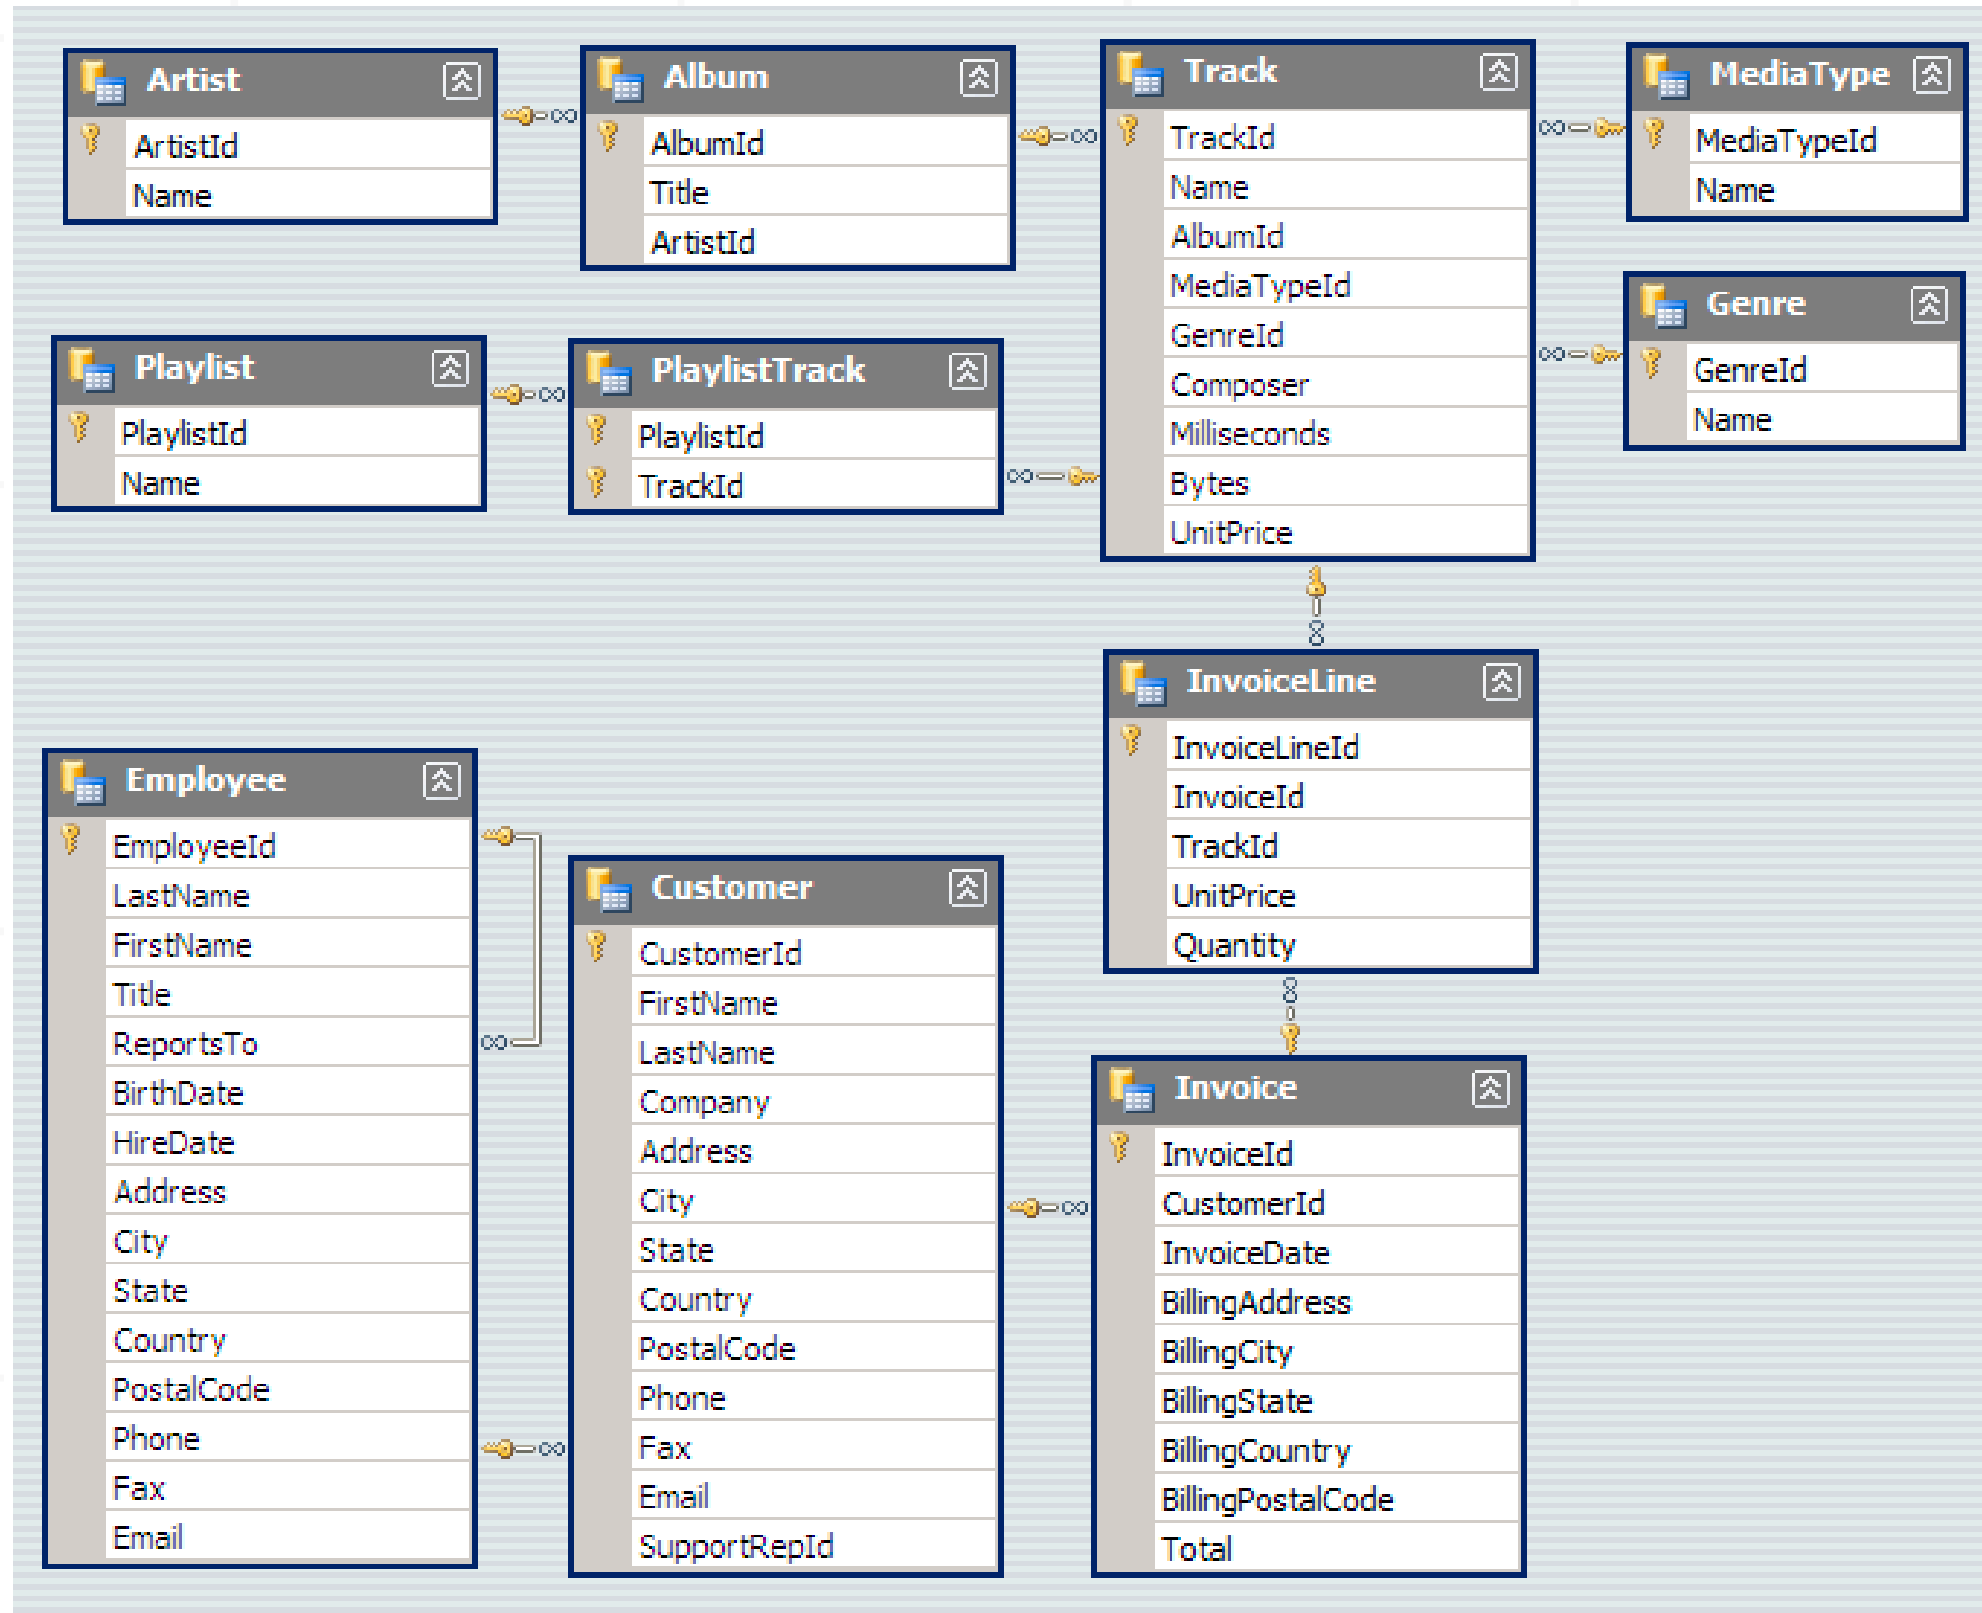 Artist
ArtistId
Name
Album
AlbumId
Title
ArtistId
Track
TrackId
Name
AlbumId
MediaTypeId
GenreId
Composer
Milliseconds
Bytes
UnitPrice
MediaType
MediaTypeId
Name
Genre
GenreId
Name
Playlist
PlaylistId
Name
PlaylistTrack
PlaylistId
TrackId
InvoiceLine
InvoiceLineId
InvoiceId
TrackId
UnitPrice
Quantity
Employee
EmployeeId
LastName
FirstName
Title
ReportsTo
BirthDate
HireDate
Address
City
State
Country
PostalCode
Phone
Fax
Email
Customer
CustomerId
FirstName
LastName
Company
Address
City
State
Country
PostalCode
Phone
Fax
Email
SupportRepId
Invoice
InvoiceId
CustomerId
InvoiceDate
BillingAddress
BillingCity
BillingState
BillingCountry
BillingPostalCode
Total